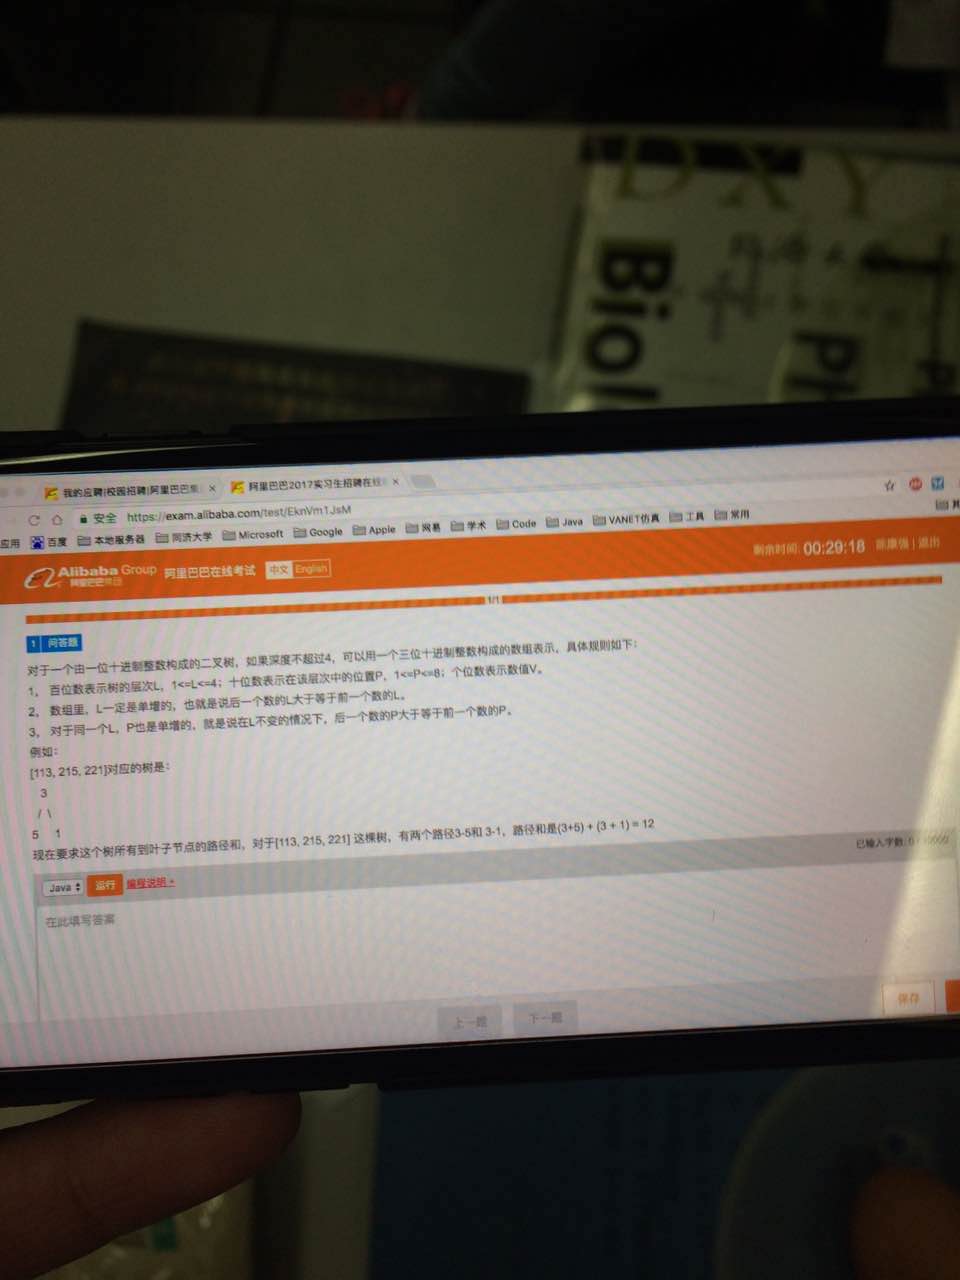 D X Y
Biol
我的应聘|校园招聘|阿里巴巴集
阿里巴巴2017实习生招聘在线
安全 https://exam.alibaba.com/test/EknVm1JsM
应用 百度 本地服务器 同济大学 Microsoft Google Apple 网易 学术 Code Java VANET仿真 工具 常用
Alibaba Group
阿里巴巴集团
阿里巴巴在线考试 中文 English
剩余时间: 00:29:18 退出
1/1
1 问答题
对于一个由一位十进制整数构成的二叉树，如果深度不超过4，可以用一个三位十进制整数构成的数组表示，具体规则如下：
1， 百位数表示树的层次L，1<=L<=4；十位数表示在该层次中的位置P，1<=P<=8；个位数表示数值V。
2， 数组里，L一定是单增的，也就是说后一个数的L大于等于前一个数的L。
3， 对于同一个L，P也是单增的，就是说在L不变的情况下，后一个数的P大于等于前一个数的P。
例如：
[113, 215, 221]对应的树是：
3
/ \
5 1
现在要求这个树所有到叶子节点的路径和，对于[113, 215, 221] 这棵树，有两个路径3-5和 3-1，路径和是(3+5) + (3 + 1) = 12
已输入字数: 0 / 10000
Java 运行 编程说明 +
在此填写答案
上一题 下一题
保存